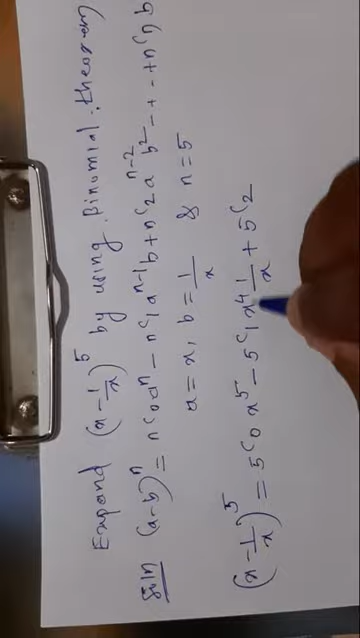 Expand (x - 1/x)^5 by using Binomial theorem
Soln (a-b)^n = nC0 a^n - nC1 a^n-1 b + nC2 a^n-2 b^2 - + - + nCn b
a = x, b = 1/x & n = 5
(x - 1/x)^5 = 5C0 x^5 - 5C1 x^4 1/x + 5C2